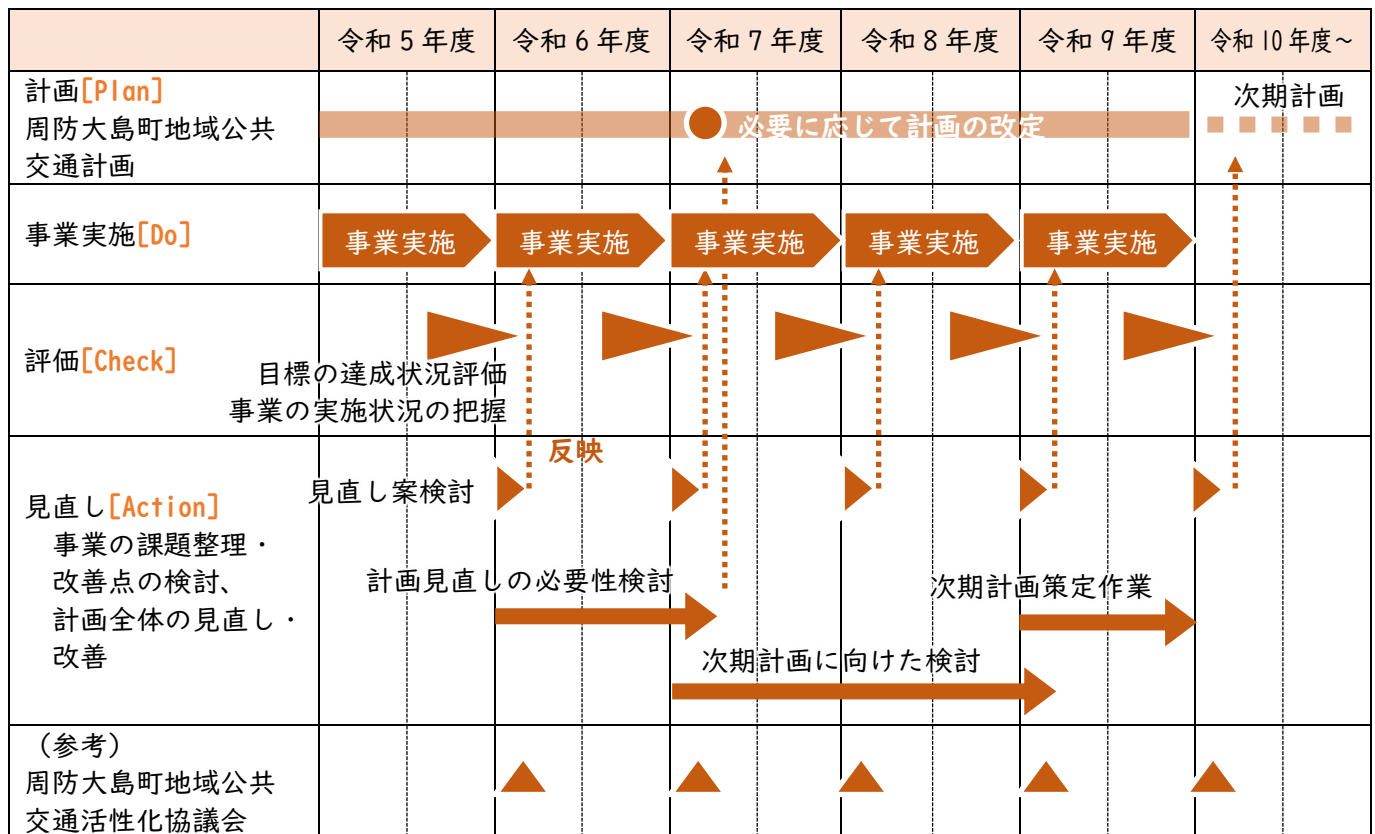 令和5年度
令和6年度
令和7年度
令和8年度
令和9年度
令和10年度~
計画[Plan]
周防大島町地域公共
交通計画
必要に応じて計画の改定
次期計画
事業実施[Do]
事業実施
事業実施
事業実施
事業実施
事業実施
評価[Check]
目標の達成状況評価
事業の実施状況の把握
反映
見直し[Action]
事業の課題整理・
改善点の検討、
計画全体の見直し・
改善
見直し案検討
計画見直しの必要性検討
次期計画策定作業
次期計画に向けた検討
(参考)
周防大島町地域公共
交通活性化協議会